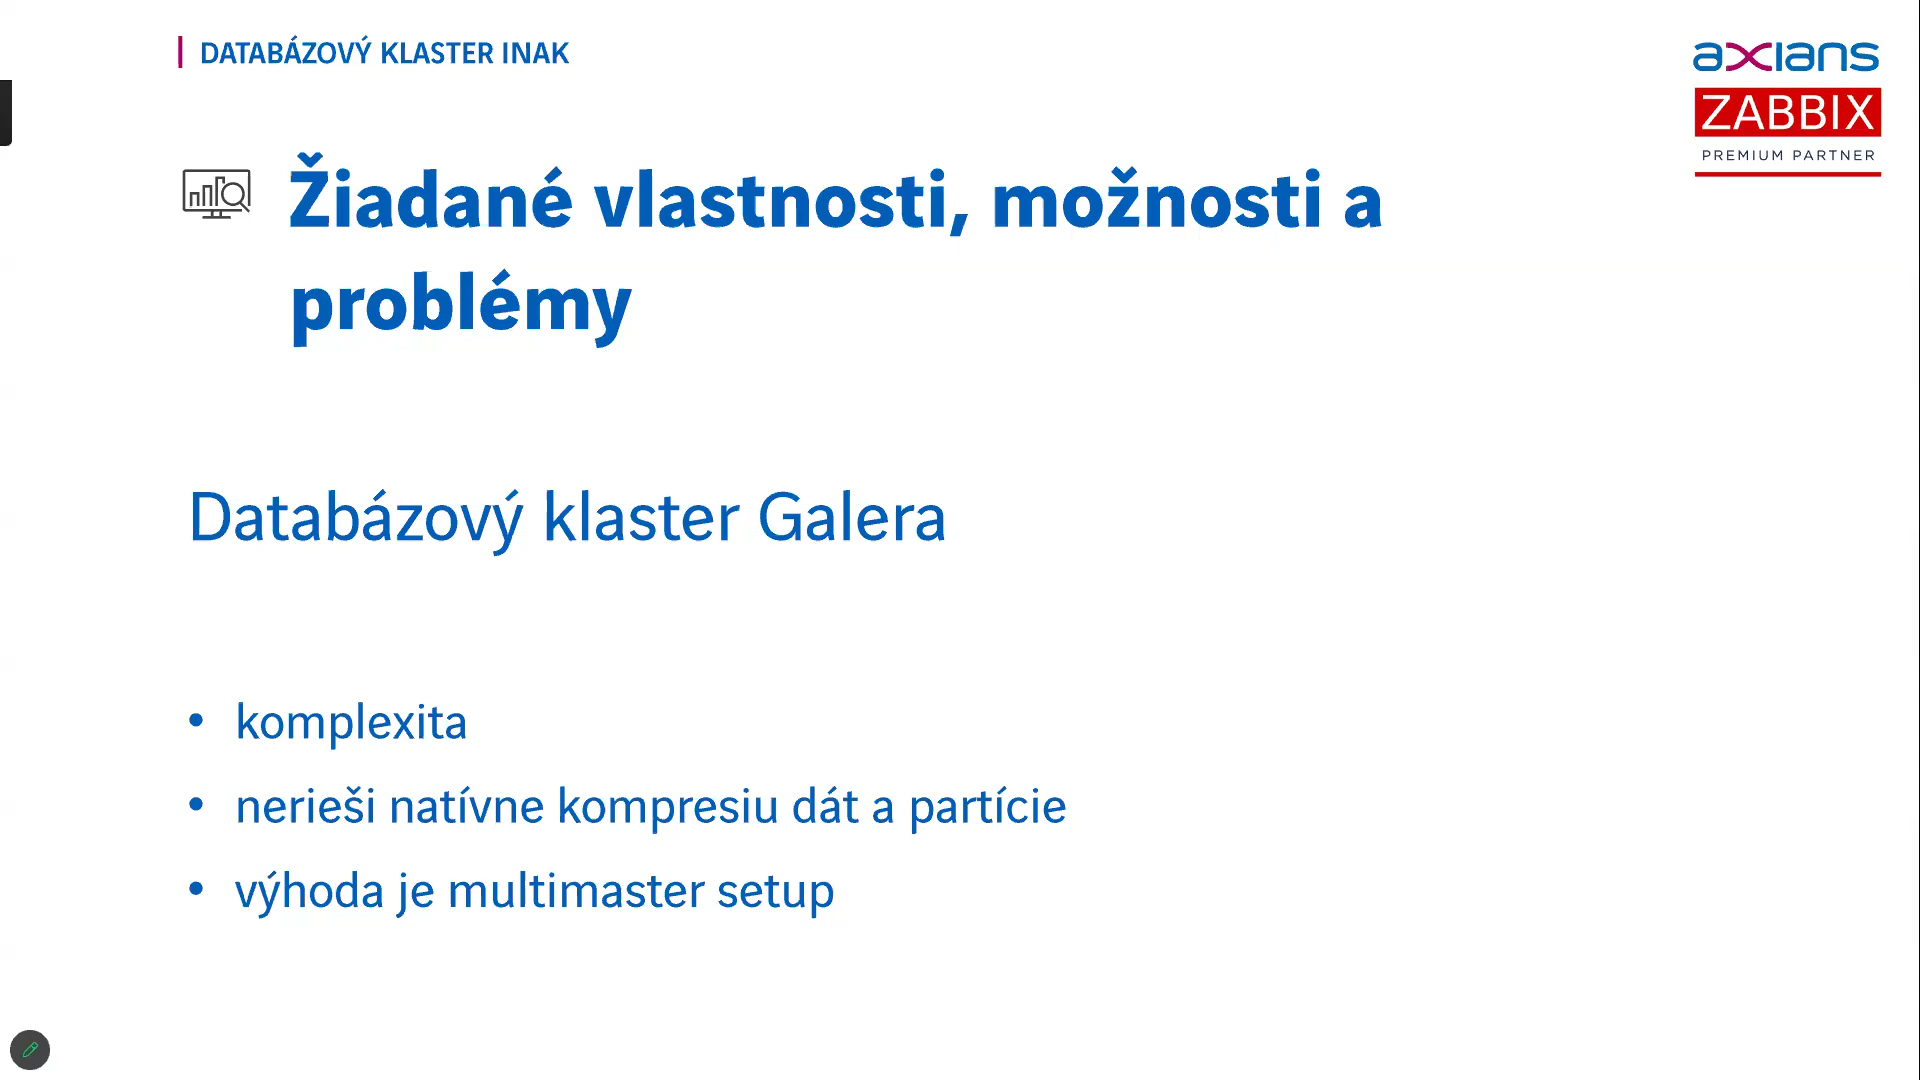 DATABÁZOVÝ KLASTER INAK
axians
ZABBIX
PREMIUM PARTNER
Žiadané vlastnosti, možnosti a
problémy
Databázový klaster Galera
• komplexita
• nerieši natívne kompresiu dát a partície
• výhoda je multimaster setup